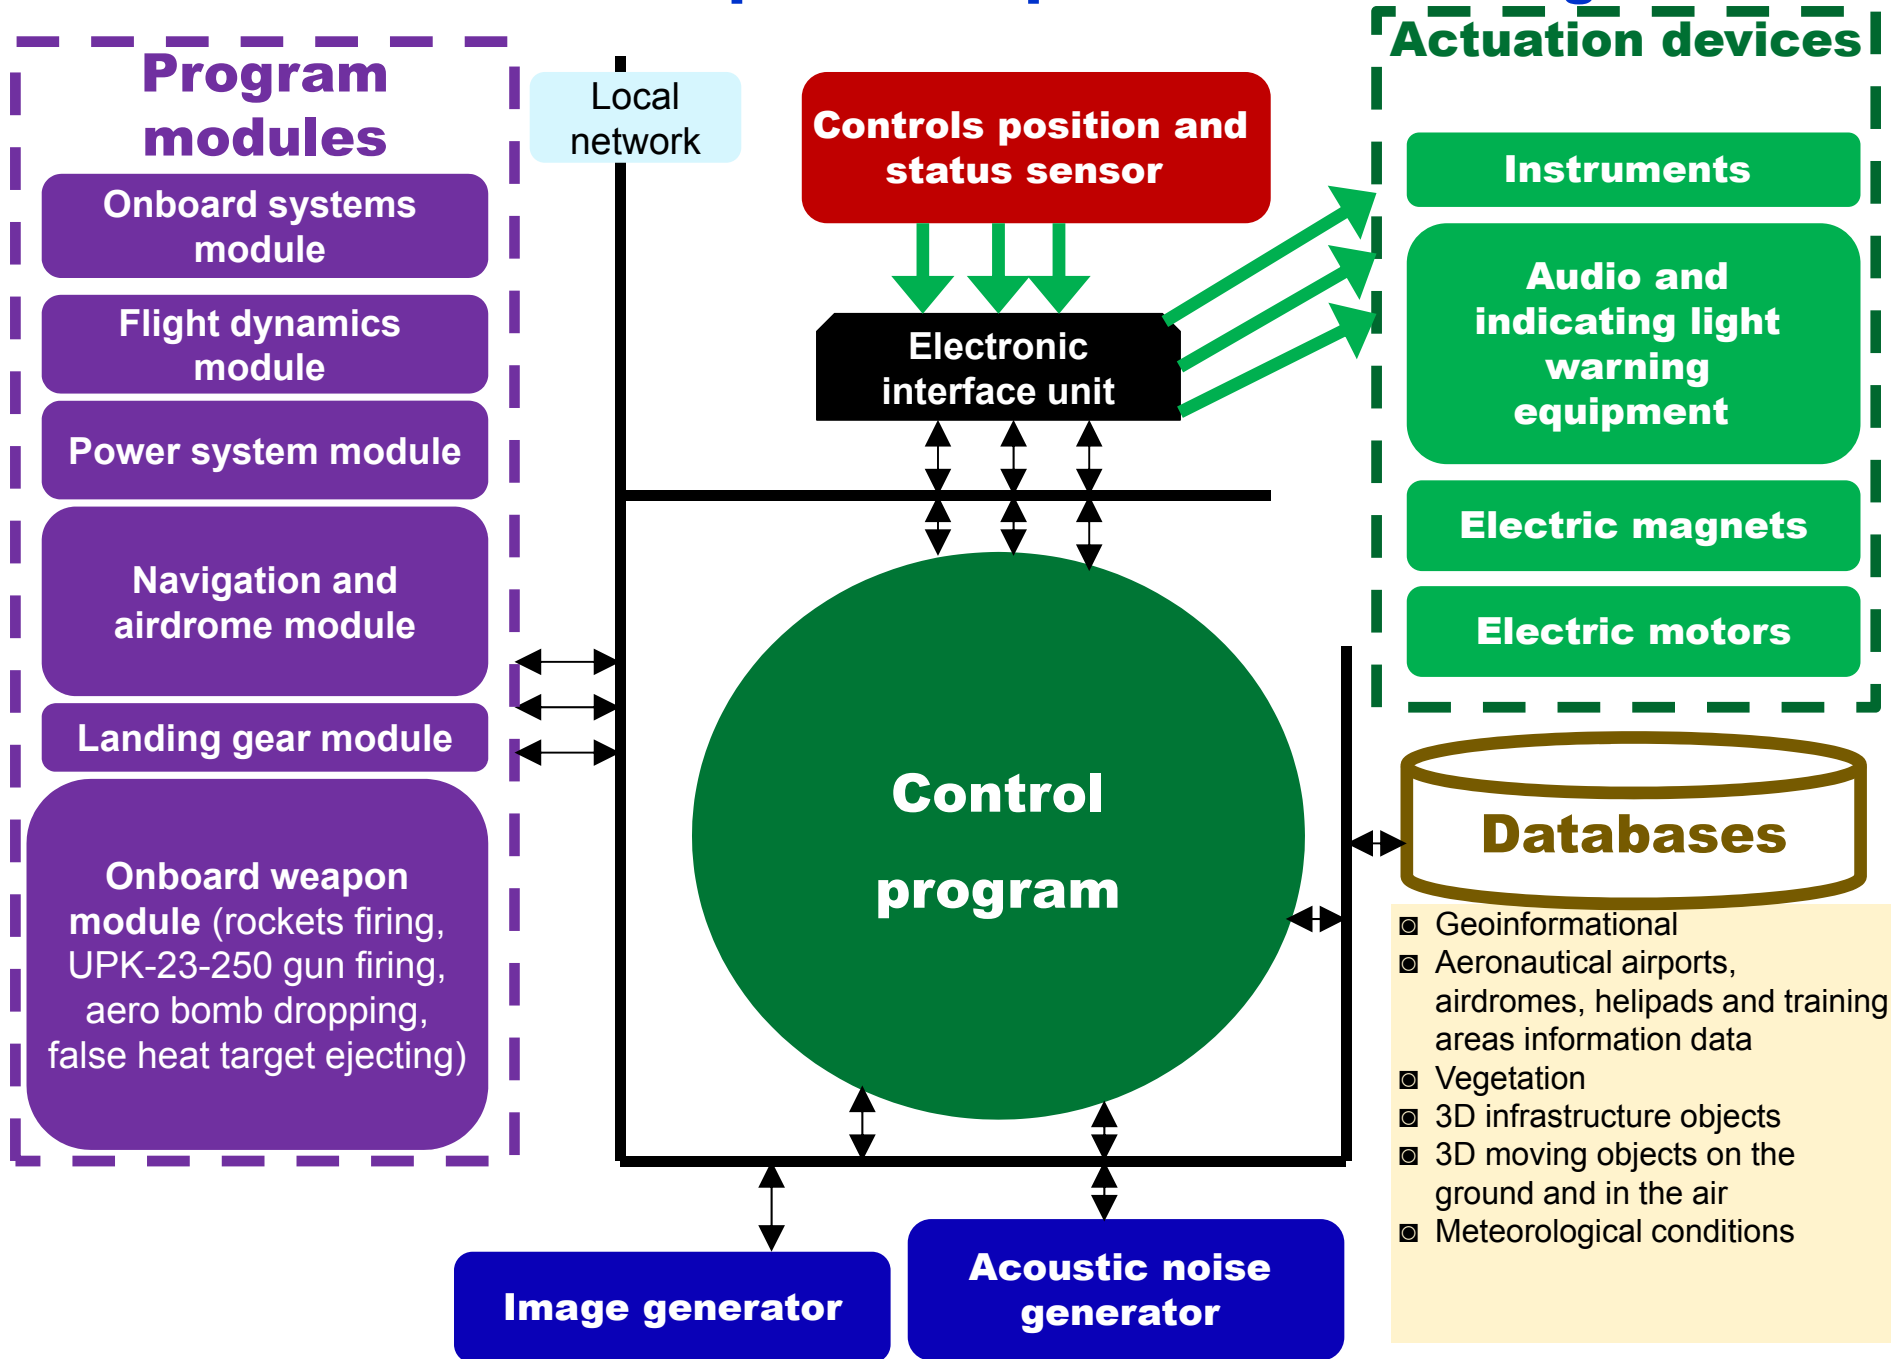 Program
modules
Onboard systems
module
Flight dynamics
module
Power system module
Navigation and
airdrome module
Landing gear module
Onboard weapon
module (rockets firing,
UPK-23-250 gun firing,
aero bomb dropping,
false heat target ejecting)
Local
network
Controls position and
status sensor
Electronic
interface unit
Control
program
Image generator
Acoustic noise
generator
Actuation devices
Instruments
Audio and
indicating light
warning
equipment
Electric magnets
Electric motors
Databases
◙ Geoinformational
◙ Aeronautical airports,
airdromes, helipads and training
areas information data
◙ Vegetation
◙ 3D infrastructure objects
◙ 3D moving objects on the
ground and in the air
◙ Meteorological conditions